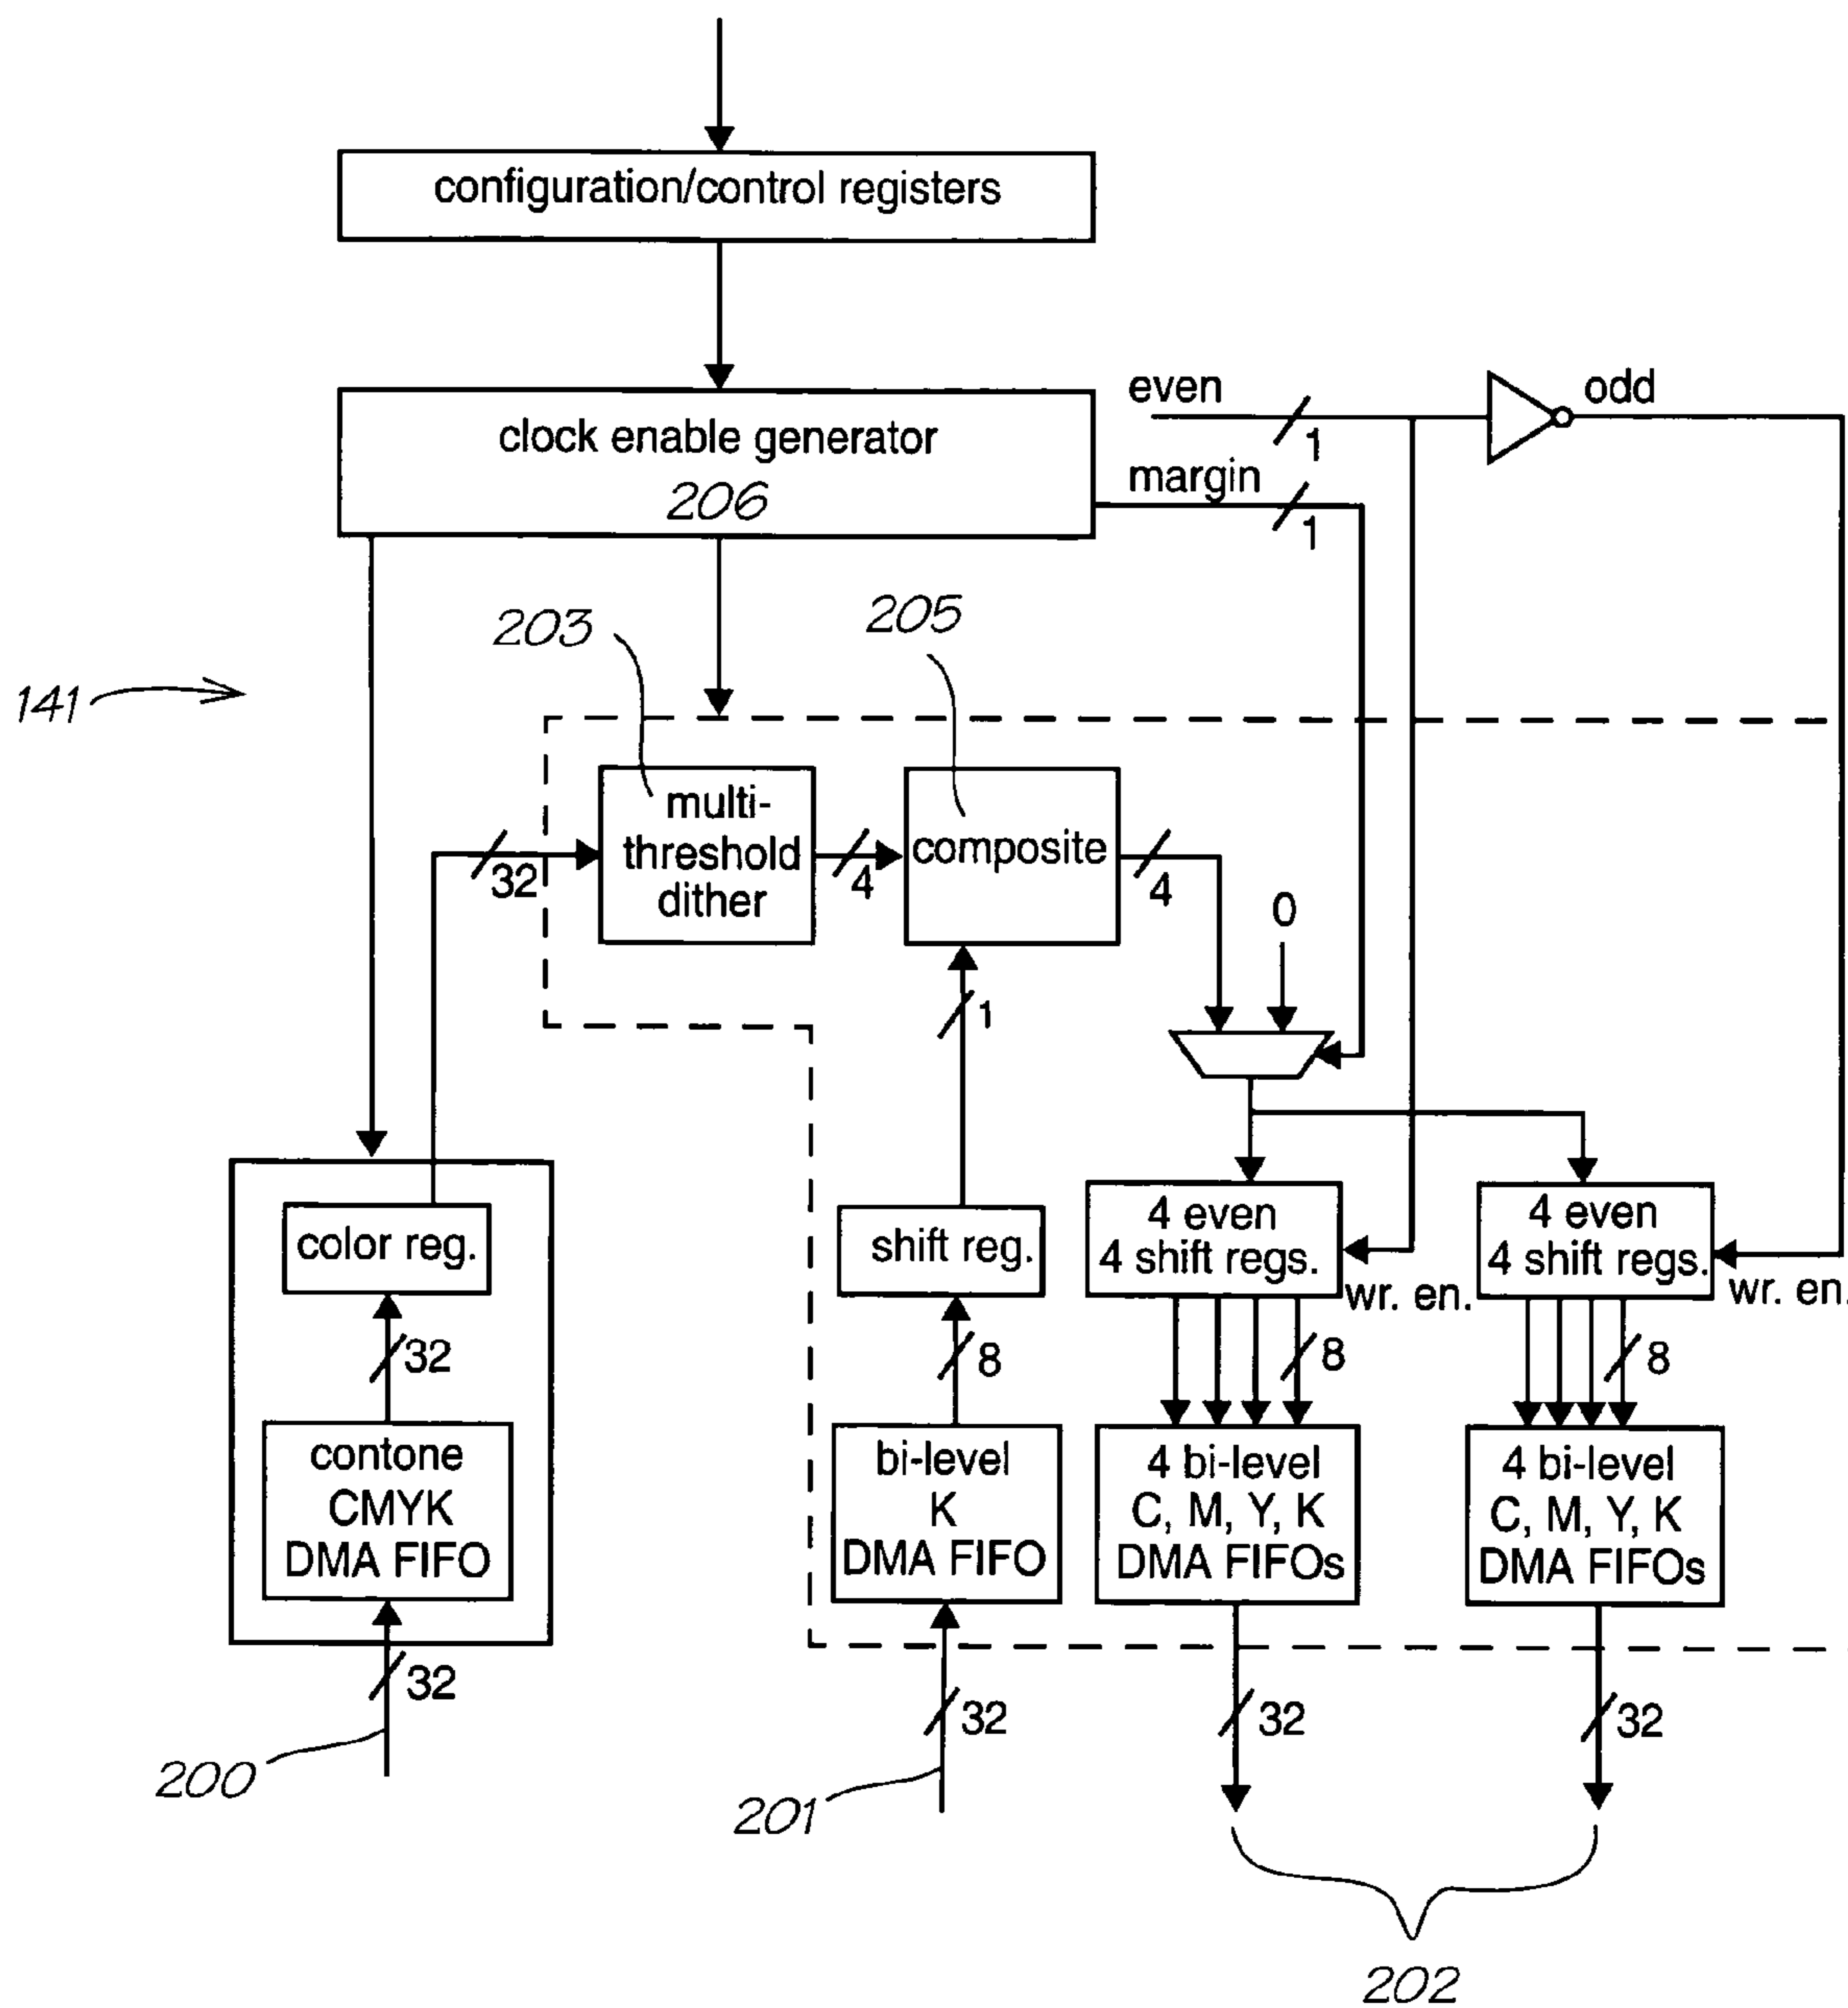 configuration/control registers
clock enable generator
206
even
1
odd
margin
1
203
205
141
multi-
threshold
dither
32
4
composite
4
0
1
color reg.
shift reg.
4 even
4 shift regs.
wr. en.
4 even
4 shift regs.
wr. en.
32
8
8
8
contone
CMYK
DMA FIFO
bi-level
K
DMA FIFO
4 bi-level
C, M, Y, K
DMA FIFOs
4 bi-level
C, M, Y, K
DMA FIFOs
32
32
32
32
200
201
202